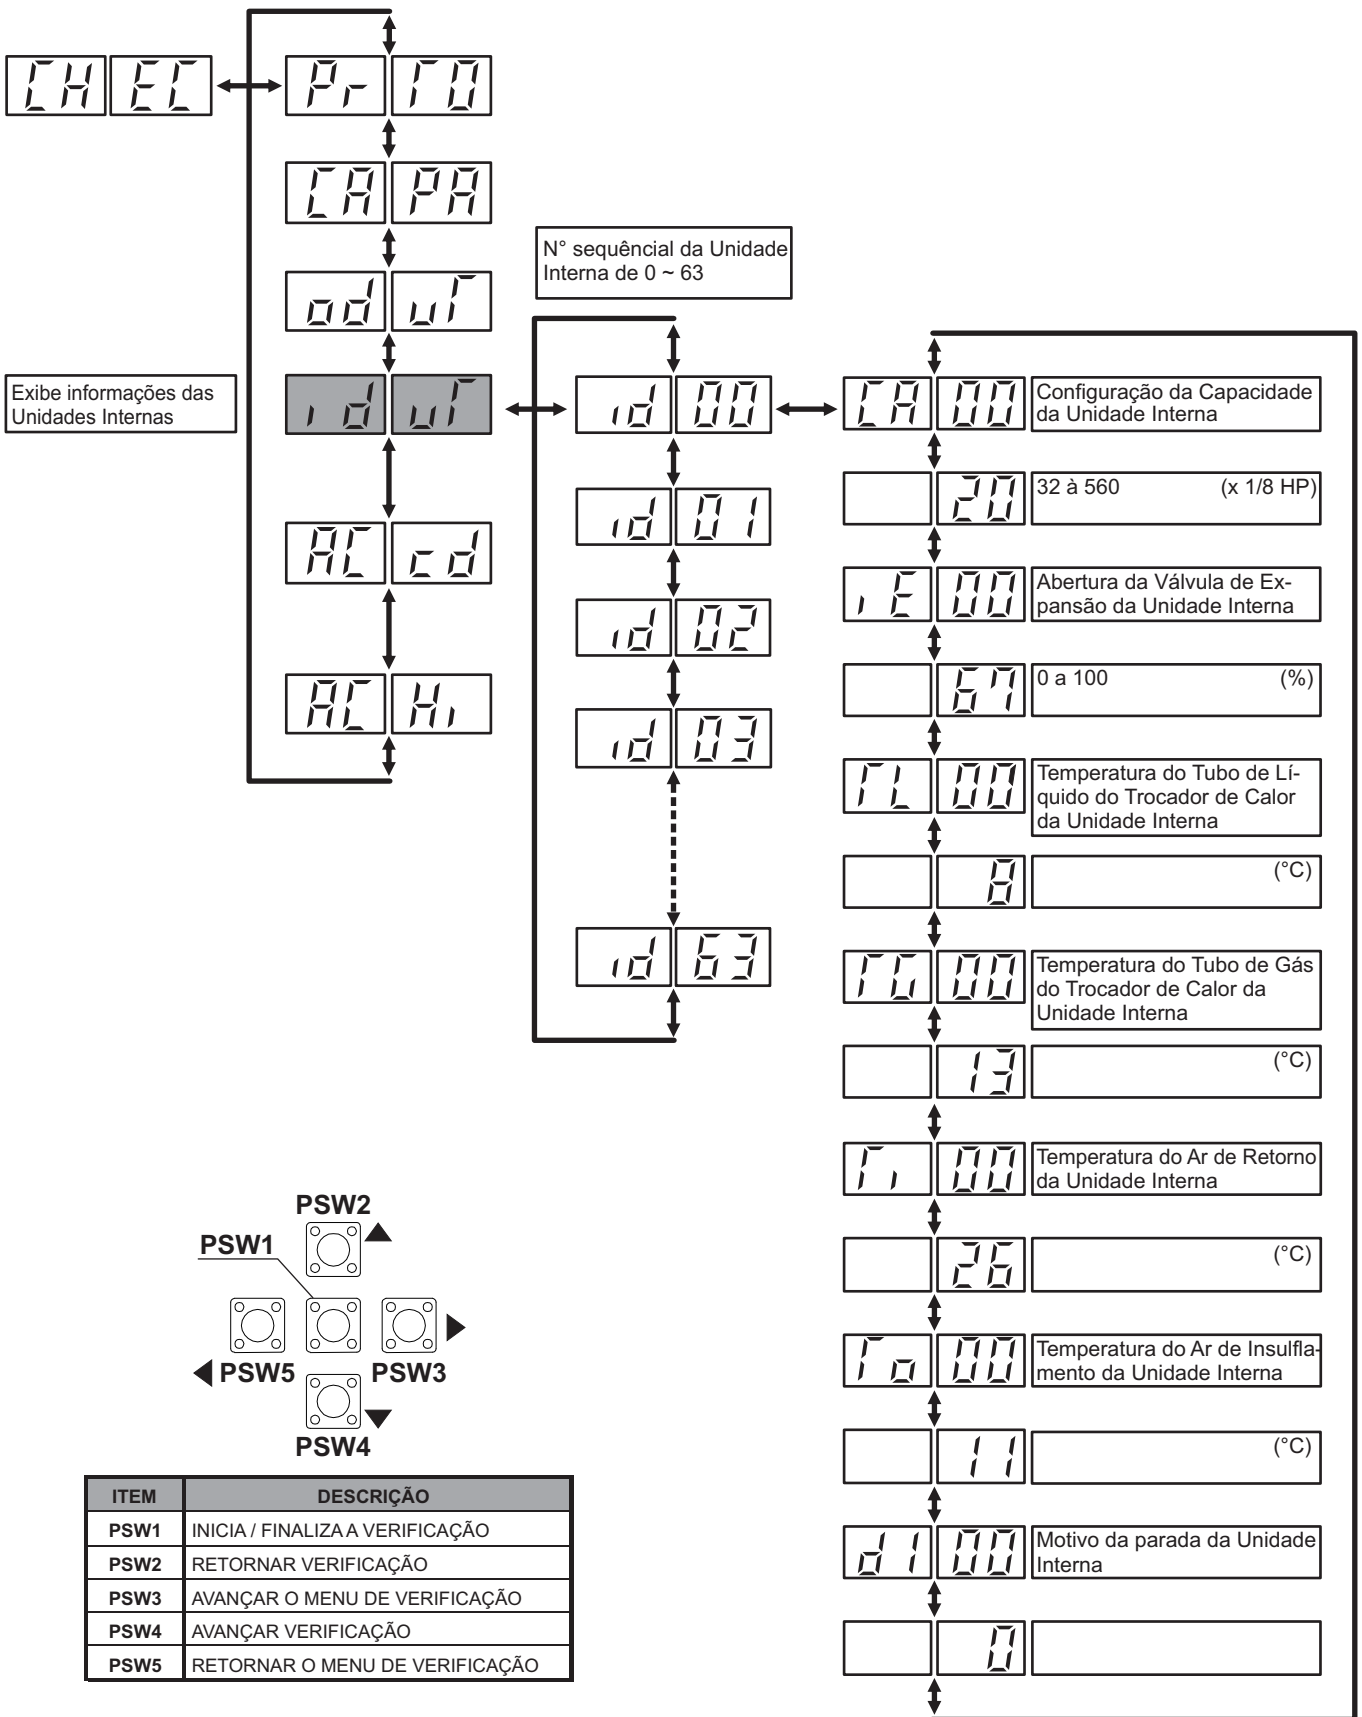 CH EC
Pr TO
CA PA
od uT
Exibe informações das
Unidades Internas
id uT
AC cd
AC Hi
N° sequêncial da Unidade
Interna de 0 ~ 63
id 00
id 01
id 02
id 03
id 63
CA 00
Configuração da Capacidade
da Unidade Interna
20
32 à 560 (x 1/8 HP)
iE 00
Abertura da Válvula de Ex-
pansão da Unidade Interna
67
0 a 100 (%)
TL 00
Temperatura do Tubo de Lí-
quido do Trocador de Calor
da Unidade Interna
8
(°C)
TG 00
Temperatura do Tubo de Gás
do Trocador de Calor da
Unidade Interna
13
(°C)
Ti 00
Temperatura do Ar de Retorno
da Unidade Interna
26
(°C)
To 00
Temperatura do Ar de Insufla-
mento da Unidade Interna
11
(°C)
d1 00
Motivo da parada da Unidade
Interna
0
PSW2
PSW1
PSW5 PSW3
PSW4
ITEM DESCRIÇÃO
PSW1 INICIA / FINALIZA A VERIFICAÇÃO
PSW2 RETORNAR VERIFICAÇÃO
PSW3 AVANÇAR O MENU DE VERIFICAÇÃO
PSW4 AVANÇAR VERIFICAÇÃO
PSW5 RETORNAR O MENU DE VERIFICAÇÃO